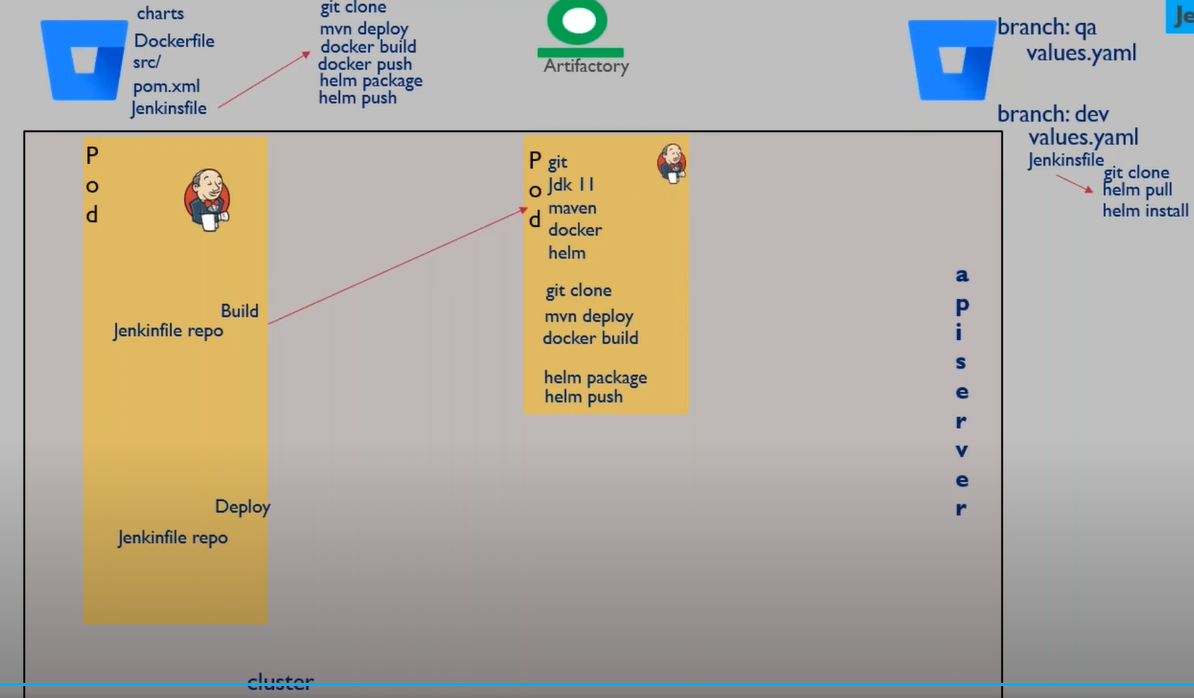 charts
Dockerfile
src/
pom.xml
Jenkinsfile
git clone
mvn deploy
docker build
docker push
helm package
helm push
Artifactory
branch: qa
values.yaml
branch: dev
values.yaml
Jenkinsfile
git clone
helm pull
helm install
Je
Pod
Build
Jenkinfile repo
Deploy
Jenkinfile repo
Pod
git
Jdk 11
maven
docker
helm
git clone
mvn deploy
docker build
helm package
helm push
apiserver
cluster